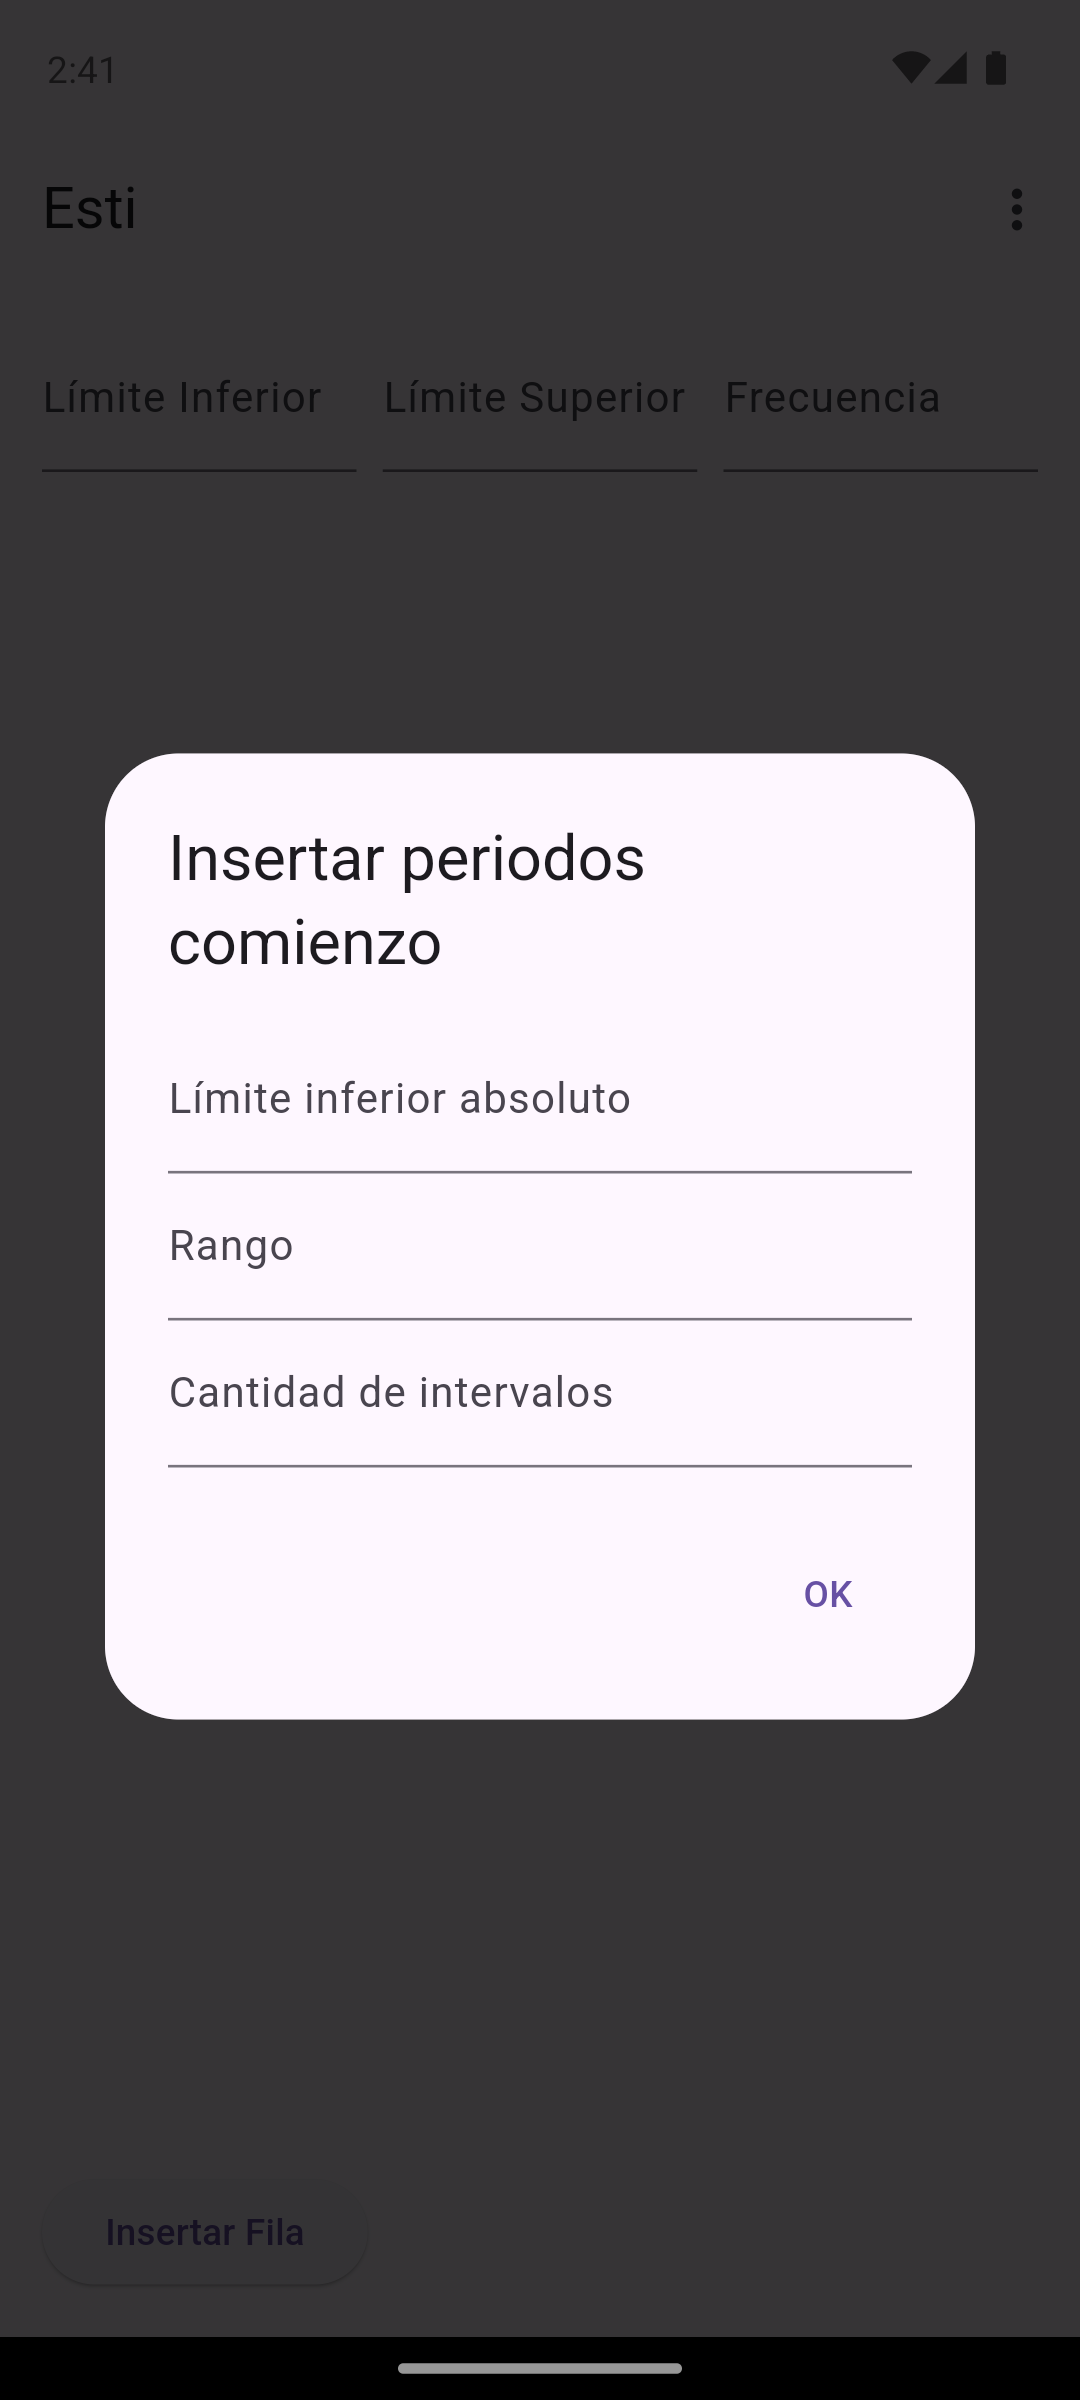 2:41
Esti
Límite Inferior Límite Superior Frecuencia
Insertar periodos
comienzo
Límite inferior absoluto
Rango
Cantidad de intervalos
OK
Insertar Fila